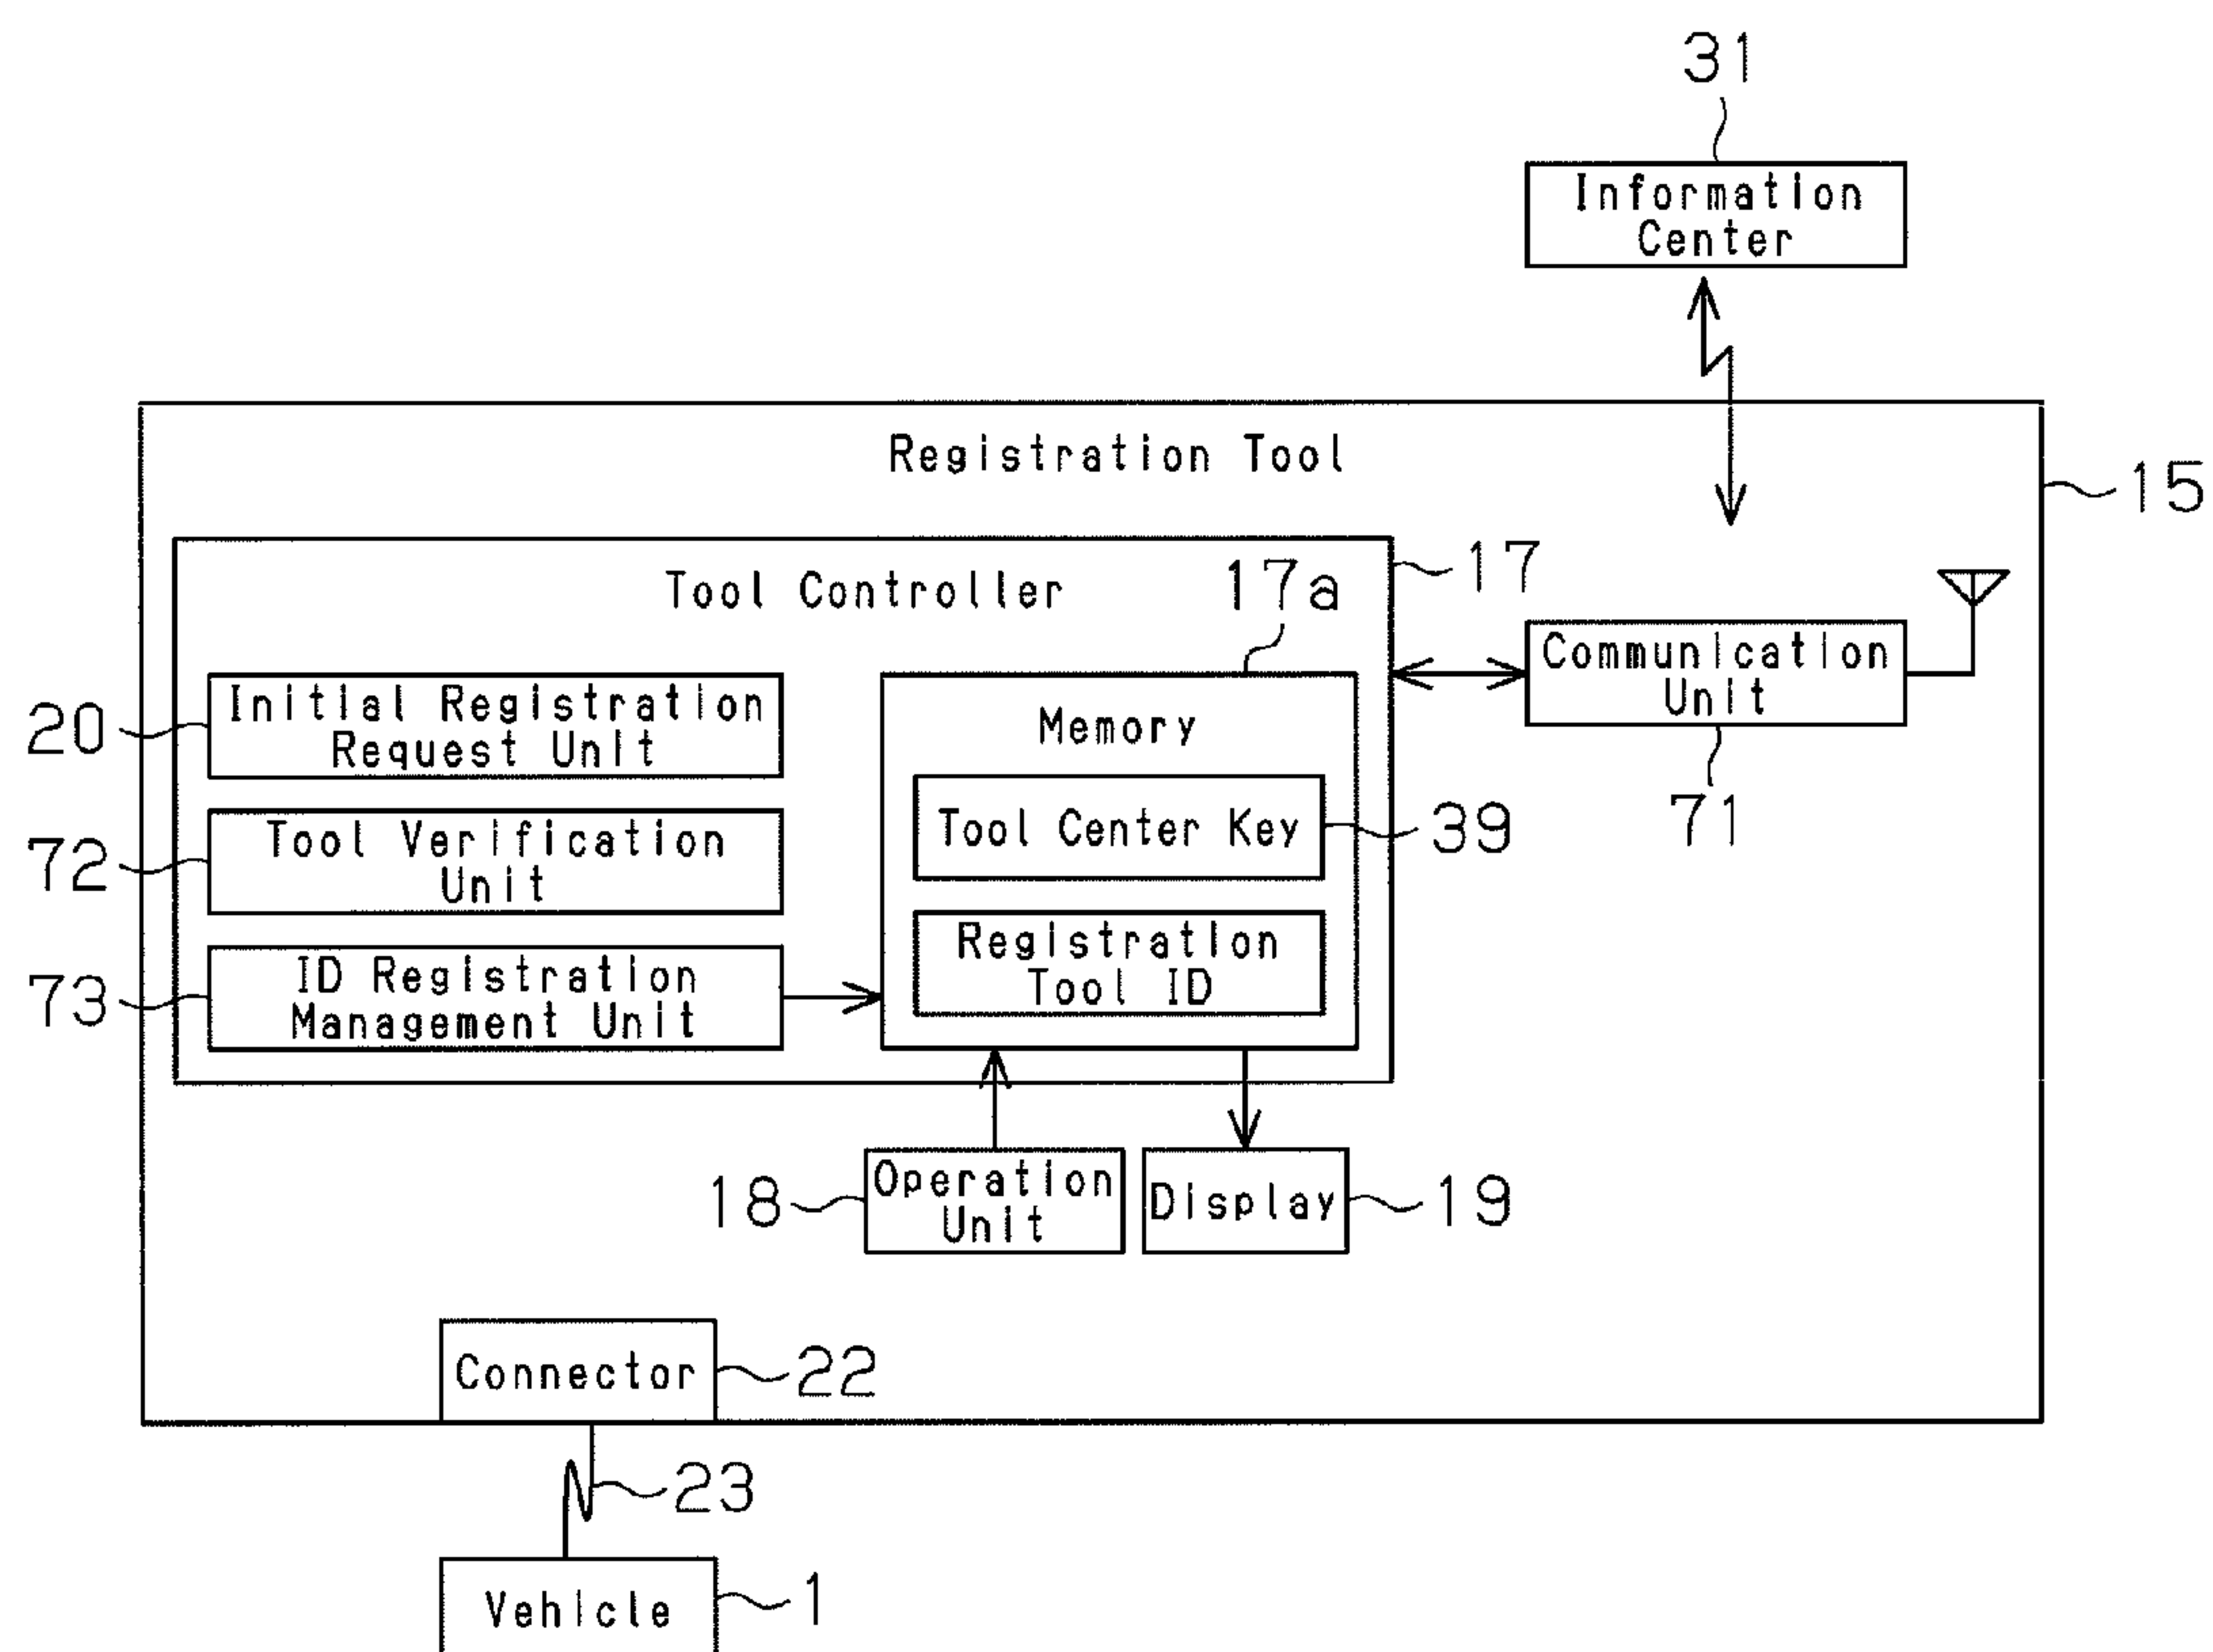 31
Information
Center
Registration Tool
15
Tool Controller
17
17a
Initial Registration
Request Unit
20
Memory
Communication
Unit
71
Tool Verification
Unit
72
Tool Center Key
39
ID Registration
Management Unit
73
Registration
Tool ID
18
Operation
Unit
Display
19
Connector
22
23
Vehicle
1